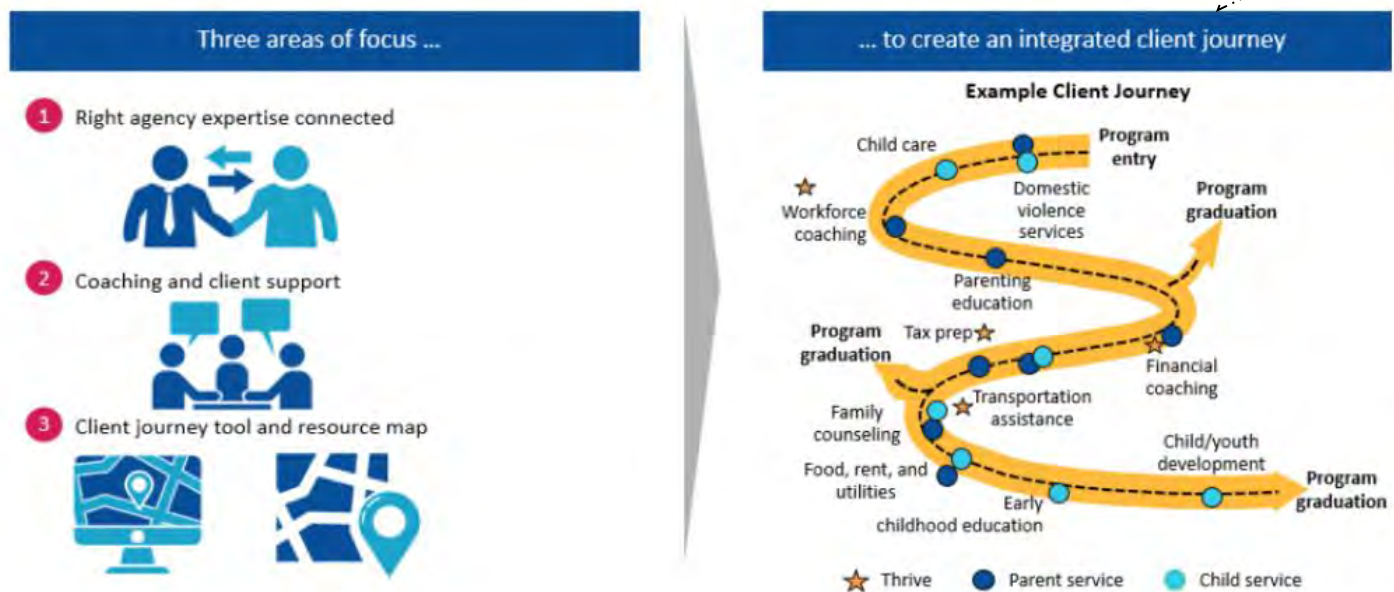 Three areas of focus ...
1 Right agency expertise connected
2 Coaching and client support
3 Client journey tool and resource map
... to create an integrated client journey
Example Client Journey
Program
entry
Child care
Domestic
violence
services
Workforce
coaching
Program
graduation
Parenting
education
Tax prep
Program
graduation
Financial
coaching
Transportation
assistance
Family
counseling
Child/youth
development
Food, rent, and
utilities
Early
childhood education
Program
graduation
Thrive
Parent service
Child service